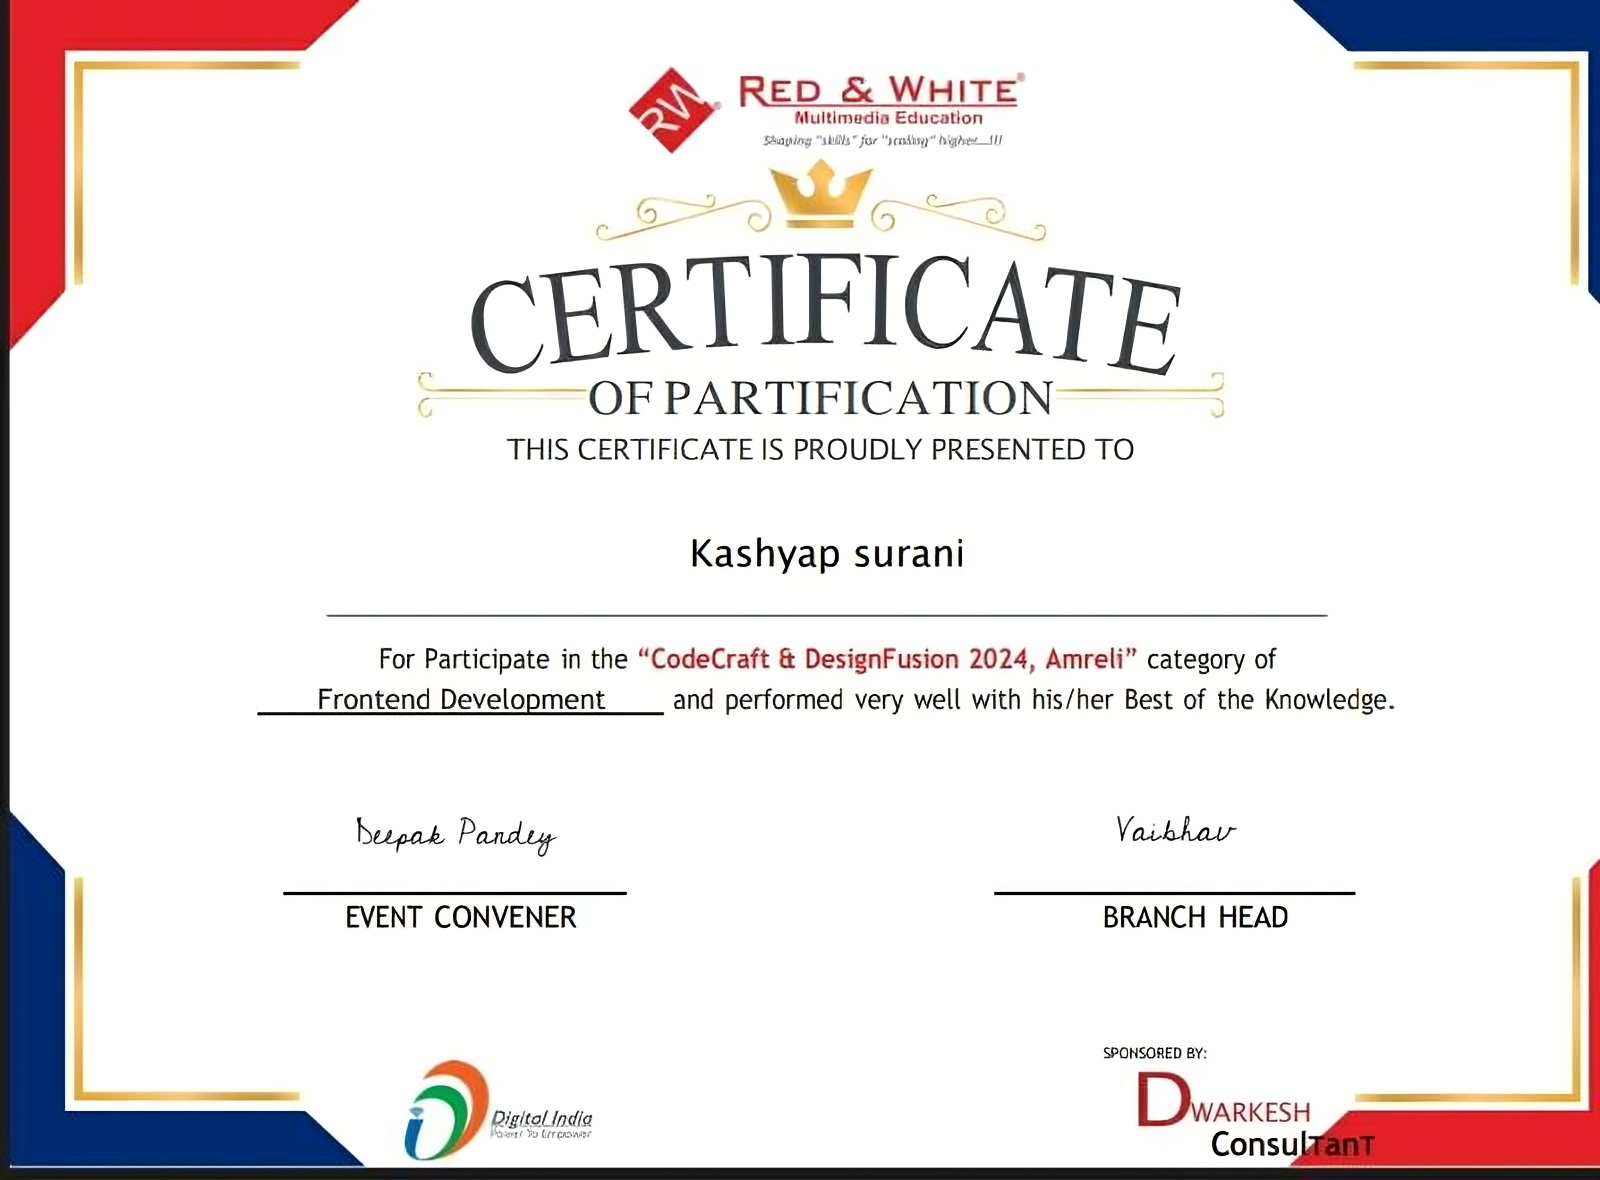 RW
RED & WHITE®
Multimedia Education
Shaping "skills" for "scaling" higher...!!!
CERTIFICATE
OF PARTIFICATION
THIS CERTIFICATE IS PROUDLY PRESENTED TO
Kashyap surani
For Participate in the “CodeCraft & DesignFusion 2024, Amreli” category of
Frontend Development and performed very well with his/her Best of the Knowledge.
Deepak Pandey Vaibhav
EVENT CONVENER BRANCH HEAD
SPONSORED BY:
Digital India
Power To Empower
DWARKESH
ConsulTanT